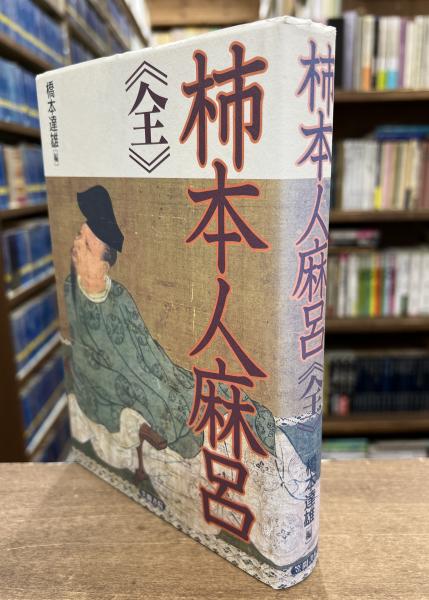 柿本人麻呂
《全》
橋本達雄［編］
柿本人麻呂《全》
橋本達雄 編